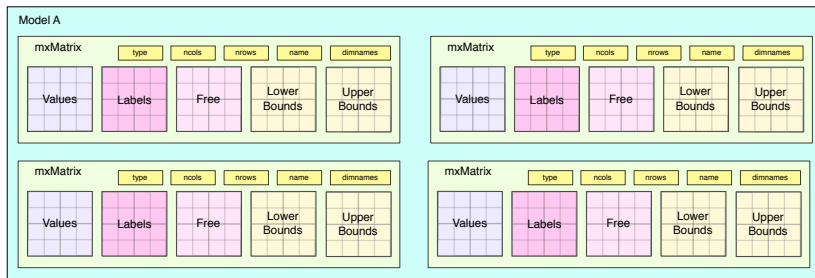 Model A
mxMatrix type ncols nrows name dimnames
Values Labels Free Lower Bounds Upper Bounds
mxMatrix type ncols nrows name dimnames
Values Labels Free Lower Bounds Upper Bounds
mxMatrix type ncols nrows name dimnames
Values Labels Free Lower Bounds Upper Bounds
mxMatrix type ncols nrows name dimnames
Values Labels Free Lower Bounds Upper Bounds